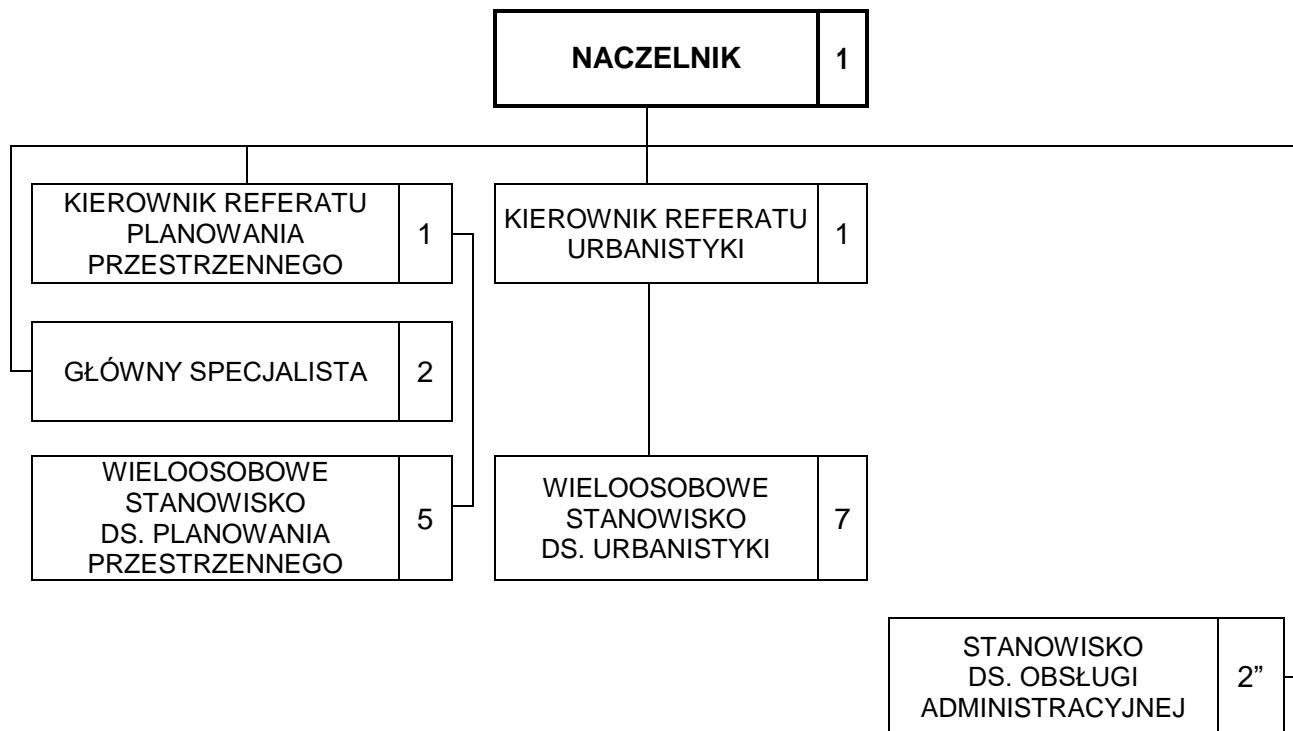 NACZELNIK 1
KIEROWNIK REFERATU
PLANOWANIA
PRZESTRZENNEGO
1
KIEROWNIK REFERATU
URBANISTYKI
1
GŁÓWNY SPECJALISTA 2
WIELOOSOBOWE
STANOWISKO
DS. PLANOWANIA
PRZESTRZENNEGO
5
WIELOOSOBOWE
STANOWISKO
DS. URBANISTYKI
7
STANOWISKO
DS. OBSŁUGI
ADMINISTRACYJNEJ
2”